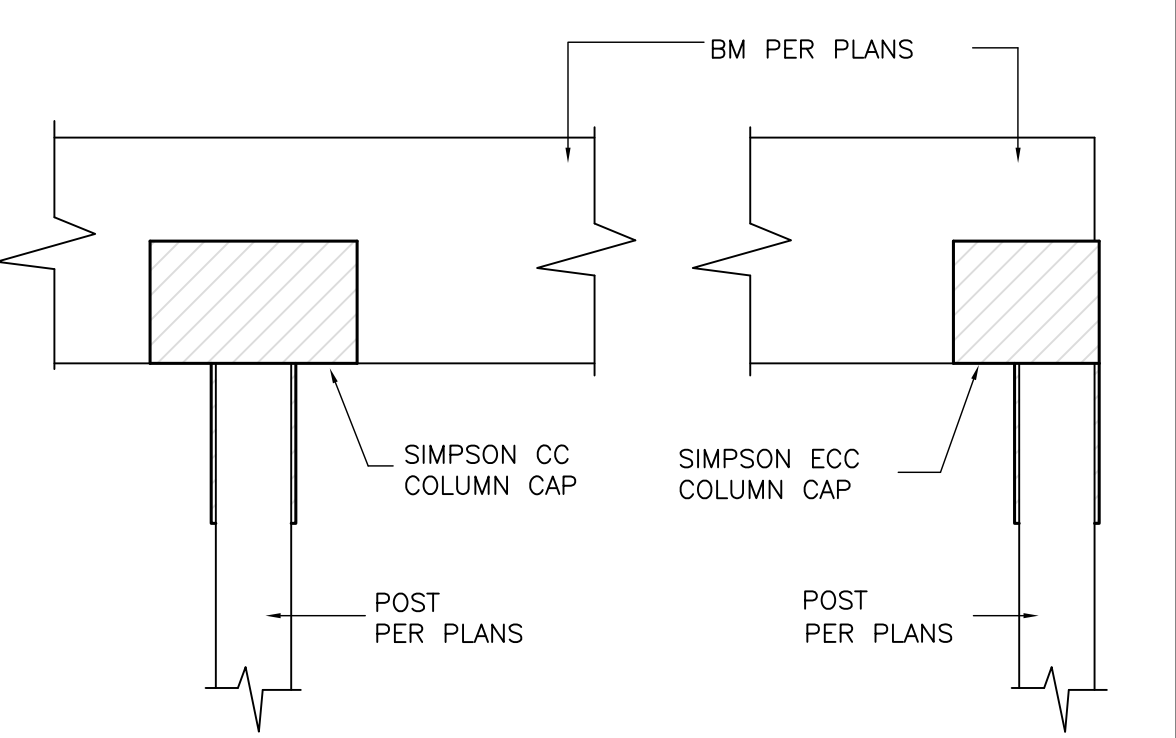 BM PER PLANS
SIMPSON CC
COLUMN CAP
SIMPSON ECC
COLUMN CAP
POST
PER PLANS
POST
PER PLANS